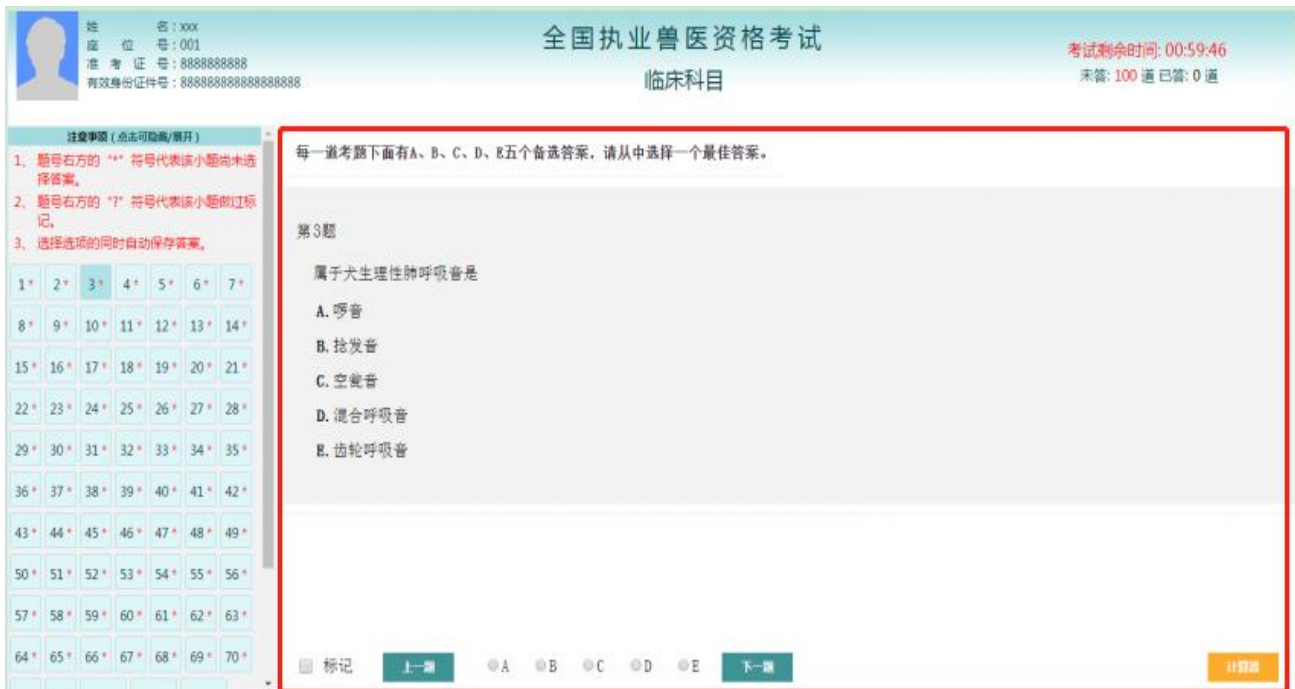 姓 名：xxx
座 位 号：001
准 考 证 号：8888888888
有效身份证件号：888888888888888888
全国执业兽医资格考试
临床科目
考试剩余时间: 00:59:46
未答: 100 道 已答: 0 道
注意事项（点击可隐藏/展开）
1、 题号右方的“*”符号代表该小题尚未选
择答案。
2、 题号右方的“?”符号代表该小题做过标
记。
3、 选择选项的同时自动保存答案。
1* 2* 3* 4* 5* 6* 7*
8* 9* 10* 11* 12* 13* 14*
15* 16* 17* 18* 19* 20* 21*
22* 23* 24* 25* 26* 27* 28*
29* 30* 31* 32* 33* 34* 35*
36* 37* 38* 39* 40* 41* 42*
43* 44* 45* 46* 47* 48* 49*
50* 51* 52* 53* 54* 55* 56*
57* 58* 59* 60* 61* 62* 63*
64* 65* 66* 67* 68* 69* 70*
每一道考题下面有A、B、C、D、E五个备选答案，请从中选择一个最佳答案。
第3题
属于犬生理性肺呼吸音是
A. 啰音
B. 捻发音
C. 空瓮音
D. 混合呼吸音
E. 齿轮呼吸音
标记 上一题 A B C D E 下一题 计算器